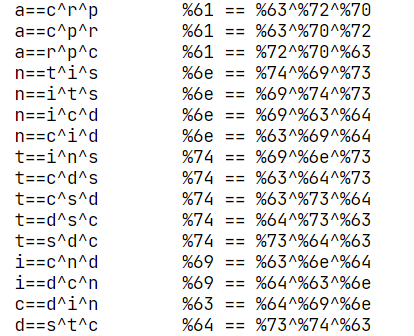 a==c^r^p %61 == %63^%72^%70
a==c^p^r %61 == %63^%70^%72
a==r^p^c %61 == %72^%70^%63
n==t^i^s %6e == %74^%69^%73
n==i^t^s %6e == %69^%74^%73
n==i^c^d %6e == %69^%63^%64
n==c^i^d %6e == %63^%69^%64
t==i^n^s %74 == %69^%6e^%73
t==c^d^s %74 == %63^%64^%73
t==c^s^d %74 == %63^%73^%64
t==d^s^c %74 == %64^%73^%63
t==s^d^c %74 == %73^%64^%63
i==c^n^d %69 == %63^%6e^%64
i==d^c^n %69 == %64^%63^%6e
c==d^i^n %63 == %64^%69^%6e
d==s^t^c %64 == %73^%74^%63